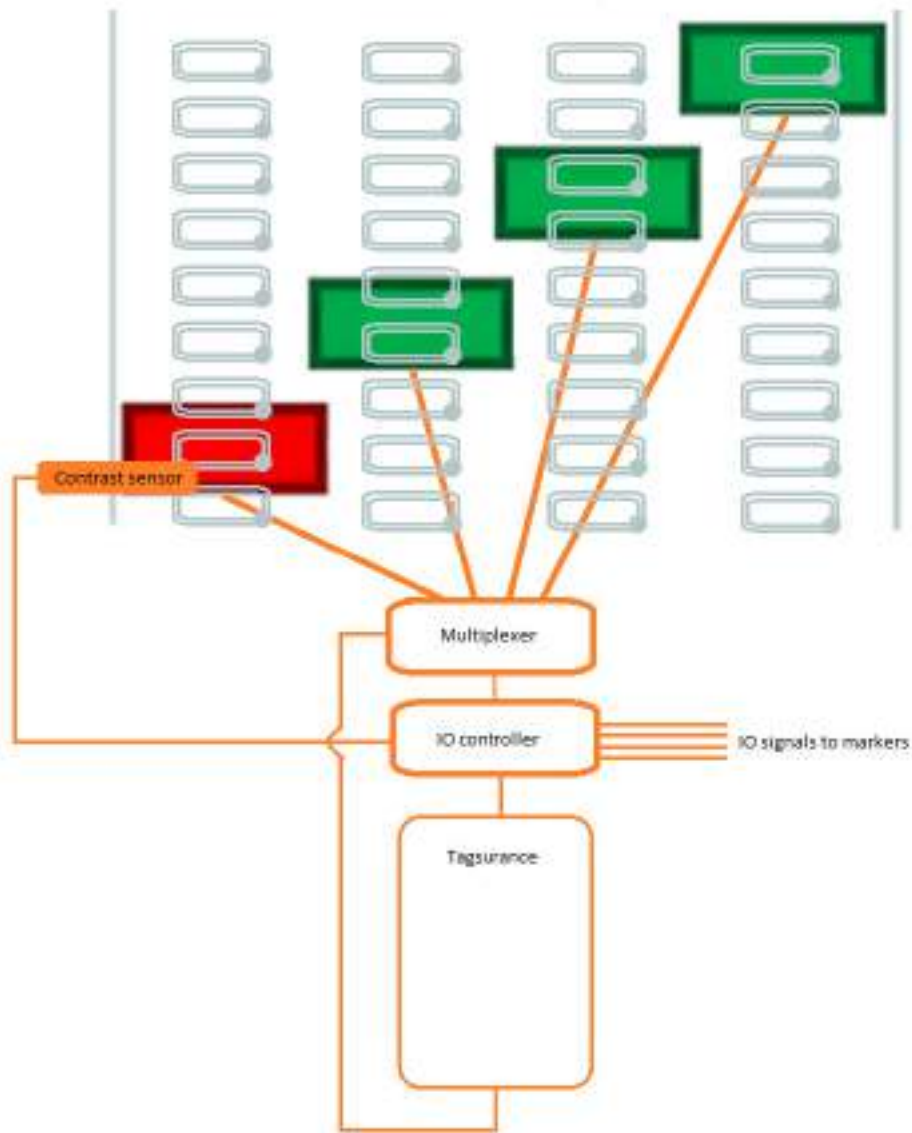 Contrast sensor
Multiplexer
IO controller
IO signals to markers
Tagsurance